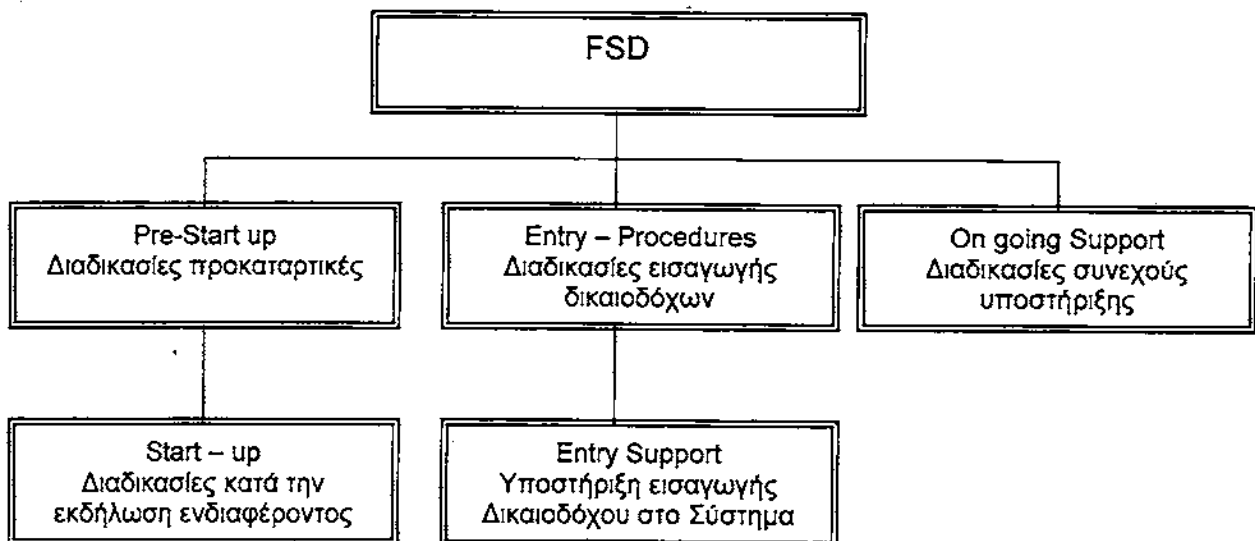 FSD
Pre-Start up
Διαδικασίες προκαταρτικές
Entry – Procedures
Διαδικασίες εισαγωγής
δικαιοδόχων
On going Support
Διαδικασίες συνεχούς
υποστήριξης
Start – up
Διαδικασίες κατά την
εκδήλωση ενδιαφέροντος
Entry Support
Υποστήριξη εισαγωγής
Δικαιοδόχου στο Σύστημα